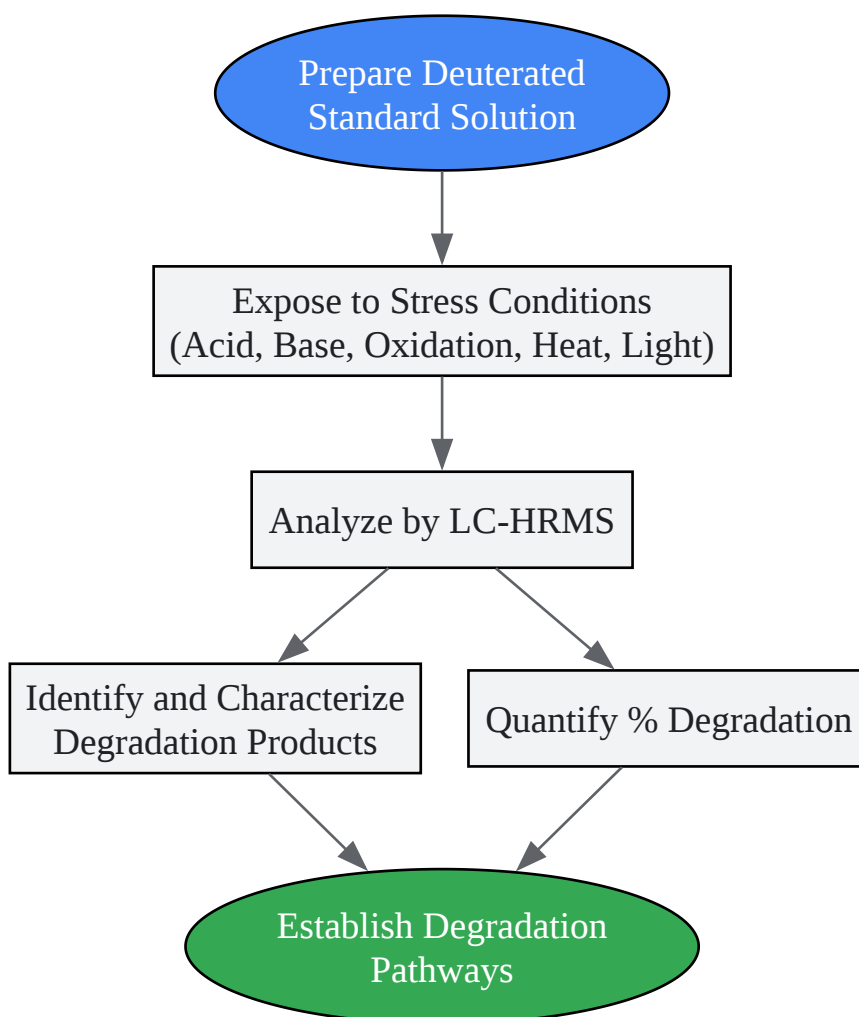 Prepare Deuterated
Standard Solution
Expose to Stress Conditions
(Acid, Base, Oxidation, Heat, Light)
Analyze by LC-HRMS
Identify and Characterize
Degradation Products
Quantify % Degradation
Establish Degradation
Pathways